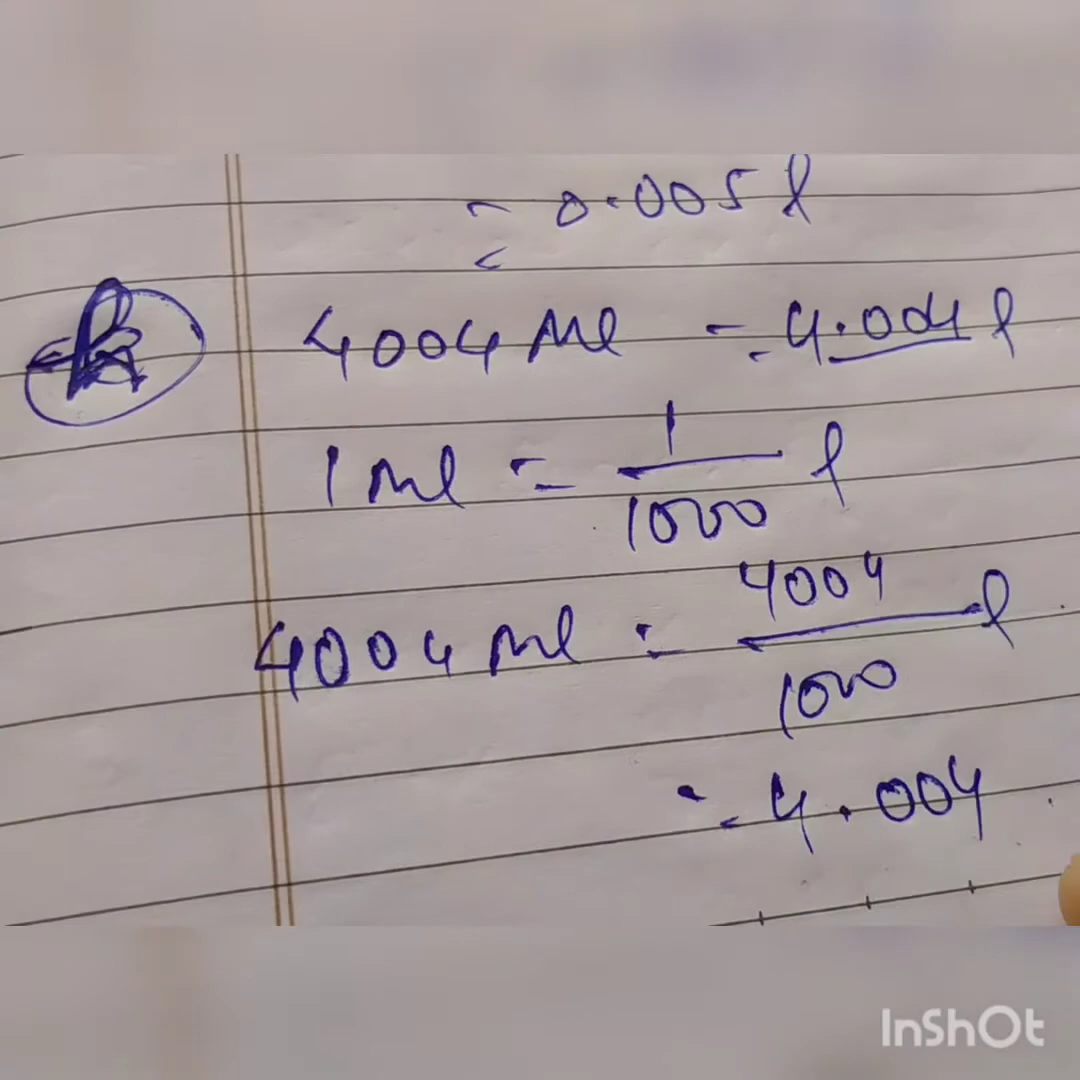 = 0.005 l
4004 Ml = 4.004 l
1 Ml = 1/1000 l
4004 Ml = 4004/1000 l
= 4.004
InShOt